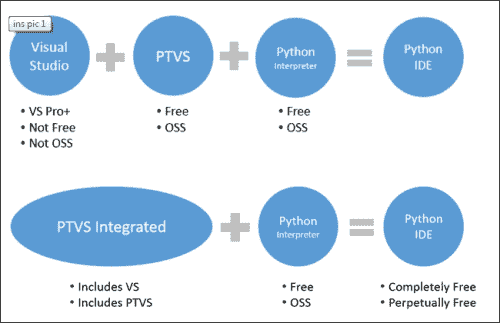 ins pic 1
Visual
Studio
PTVS
Python
Interpreter
Python
IDE
• VS Pro+
• Not Free
• Not OSS
• Free
• OSS
• Free
• OSS
PTVS Integrated
Python
Interpreter
Python
IDE
• Includes VS
• Includes PTVS
• Free
• OSS
• Completely Free
• Perpetually Free